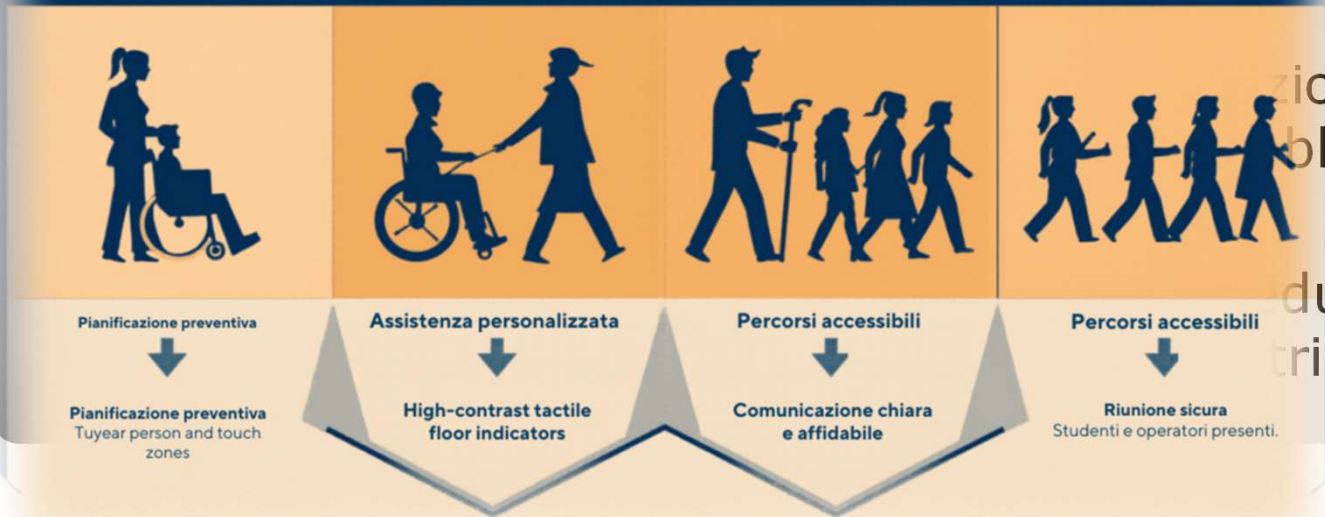 Pianificazione preventiva
Assistenza personalizzata
Percorsi accessibili
Percorsi accessibili
Pianificazione preventiva
Tuyear person and touch
zones
High-contrast tactile
floor indicators
Comunicazione chiara
e affidabile
Riunione sicura
Studenti e operatori presenti.